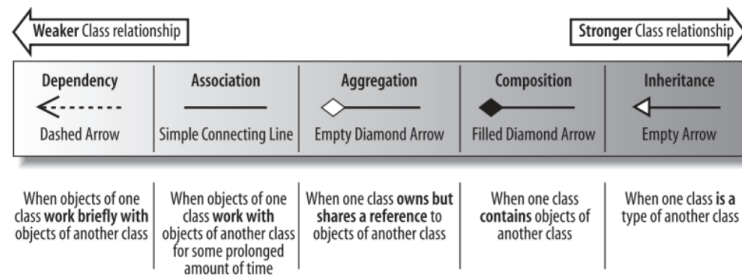 Weaker Class relationship
Stronger Class relationship
Dependency
Dashed Arrow
Association
Simple Connecting Line
Aggregation
Empty Diamond Arrow
Composition
Filled Diamond Arrow
Inheritance
Empty Arrow
When objects of one
class work briefly with
objects of another class
When objects of one
class work with
objects of another class
for some prolonged
amount of time
When one class owns but
shares a reference to
objects of another class
When one class
contains objects of
another class
When one class is a
type of another class